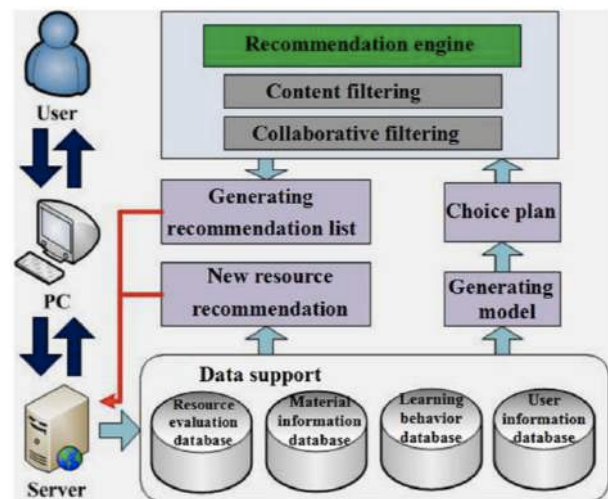 Recommendation engine
Content filtering
Collaborative filtering
User
Generating
recommendation list
Choice plan
New resource
recommendation
Generating
model
PC
Data support
Resource
evaluation
database
Material
information
database
Learning
behavior
database
User
information
database
Server